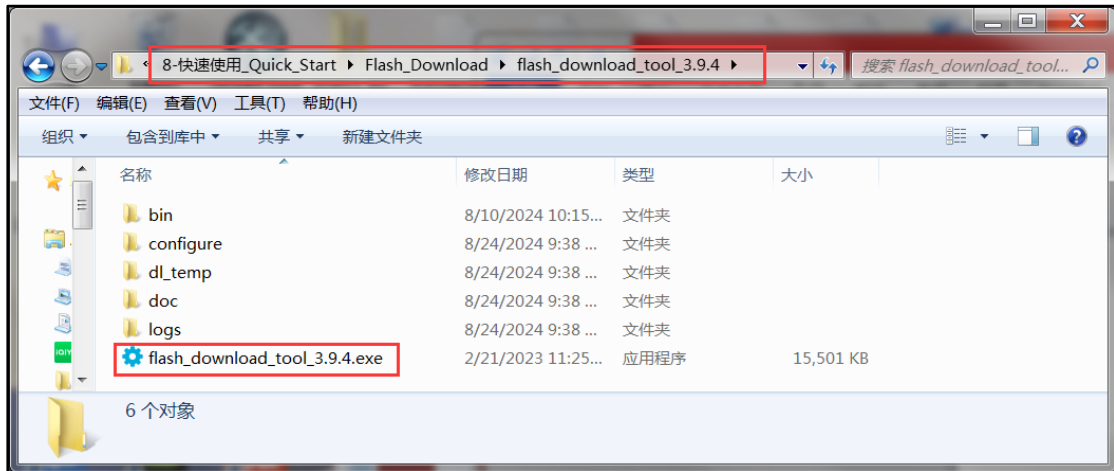 « 8-快速使用_Quick_Start ▸ Flash_Download ▸ flash_download_tool_3.9.4 ▸ 搜索 flash_download_tool...
文件(F) 编辑(E) 查看(V) 工具(T) 帮助(H)
组织 包含到库中 共享 新建文件夹
名称 修改日期 类型 大小
bin 8/10/2024 10:15... 文件夹
configure 8/24/2024 9:38 ... 文件夹
dl_temp 8/24/2024 9:38 ... 文件夹
doc 8/24/2024 9:38 ... 文件夹
logs 8/24/2024 9:38 ... 文件夹
flash_download_tool_3.9.4.exe 2/21/2023 11:25... 应用程序 15,501 KB
6 个对象